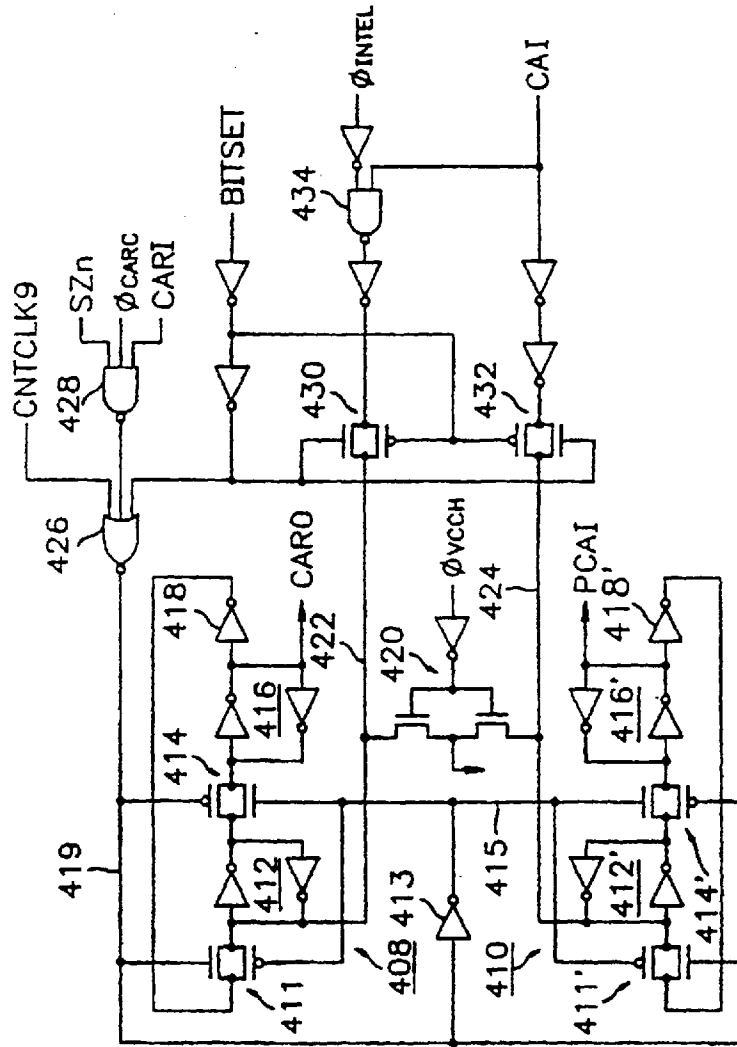 CNTCLK9
SZn
ØCARC
CARI
BITSET
ØINTEL
CAI
428
426
434
430
432
419
418
CARO
422
416
414
420
ØVCCH
424
PCAI
418'
416'
412
413
415
412'
414'
411
408
410
411'